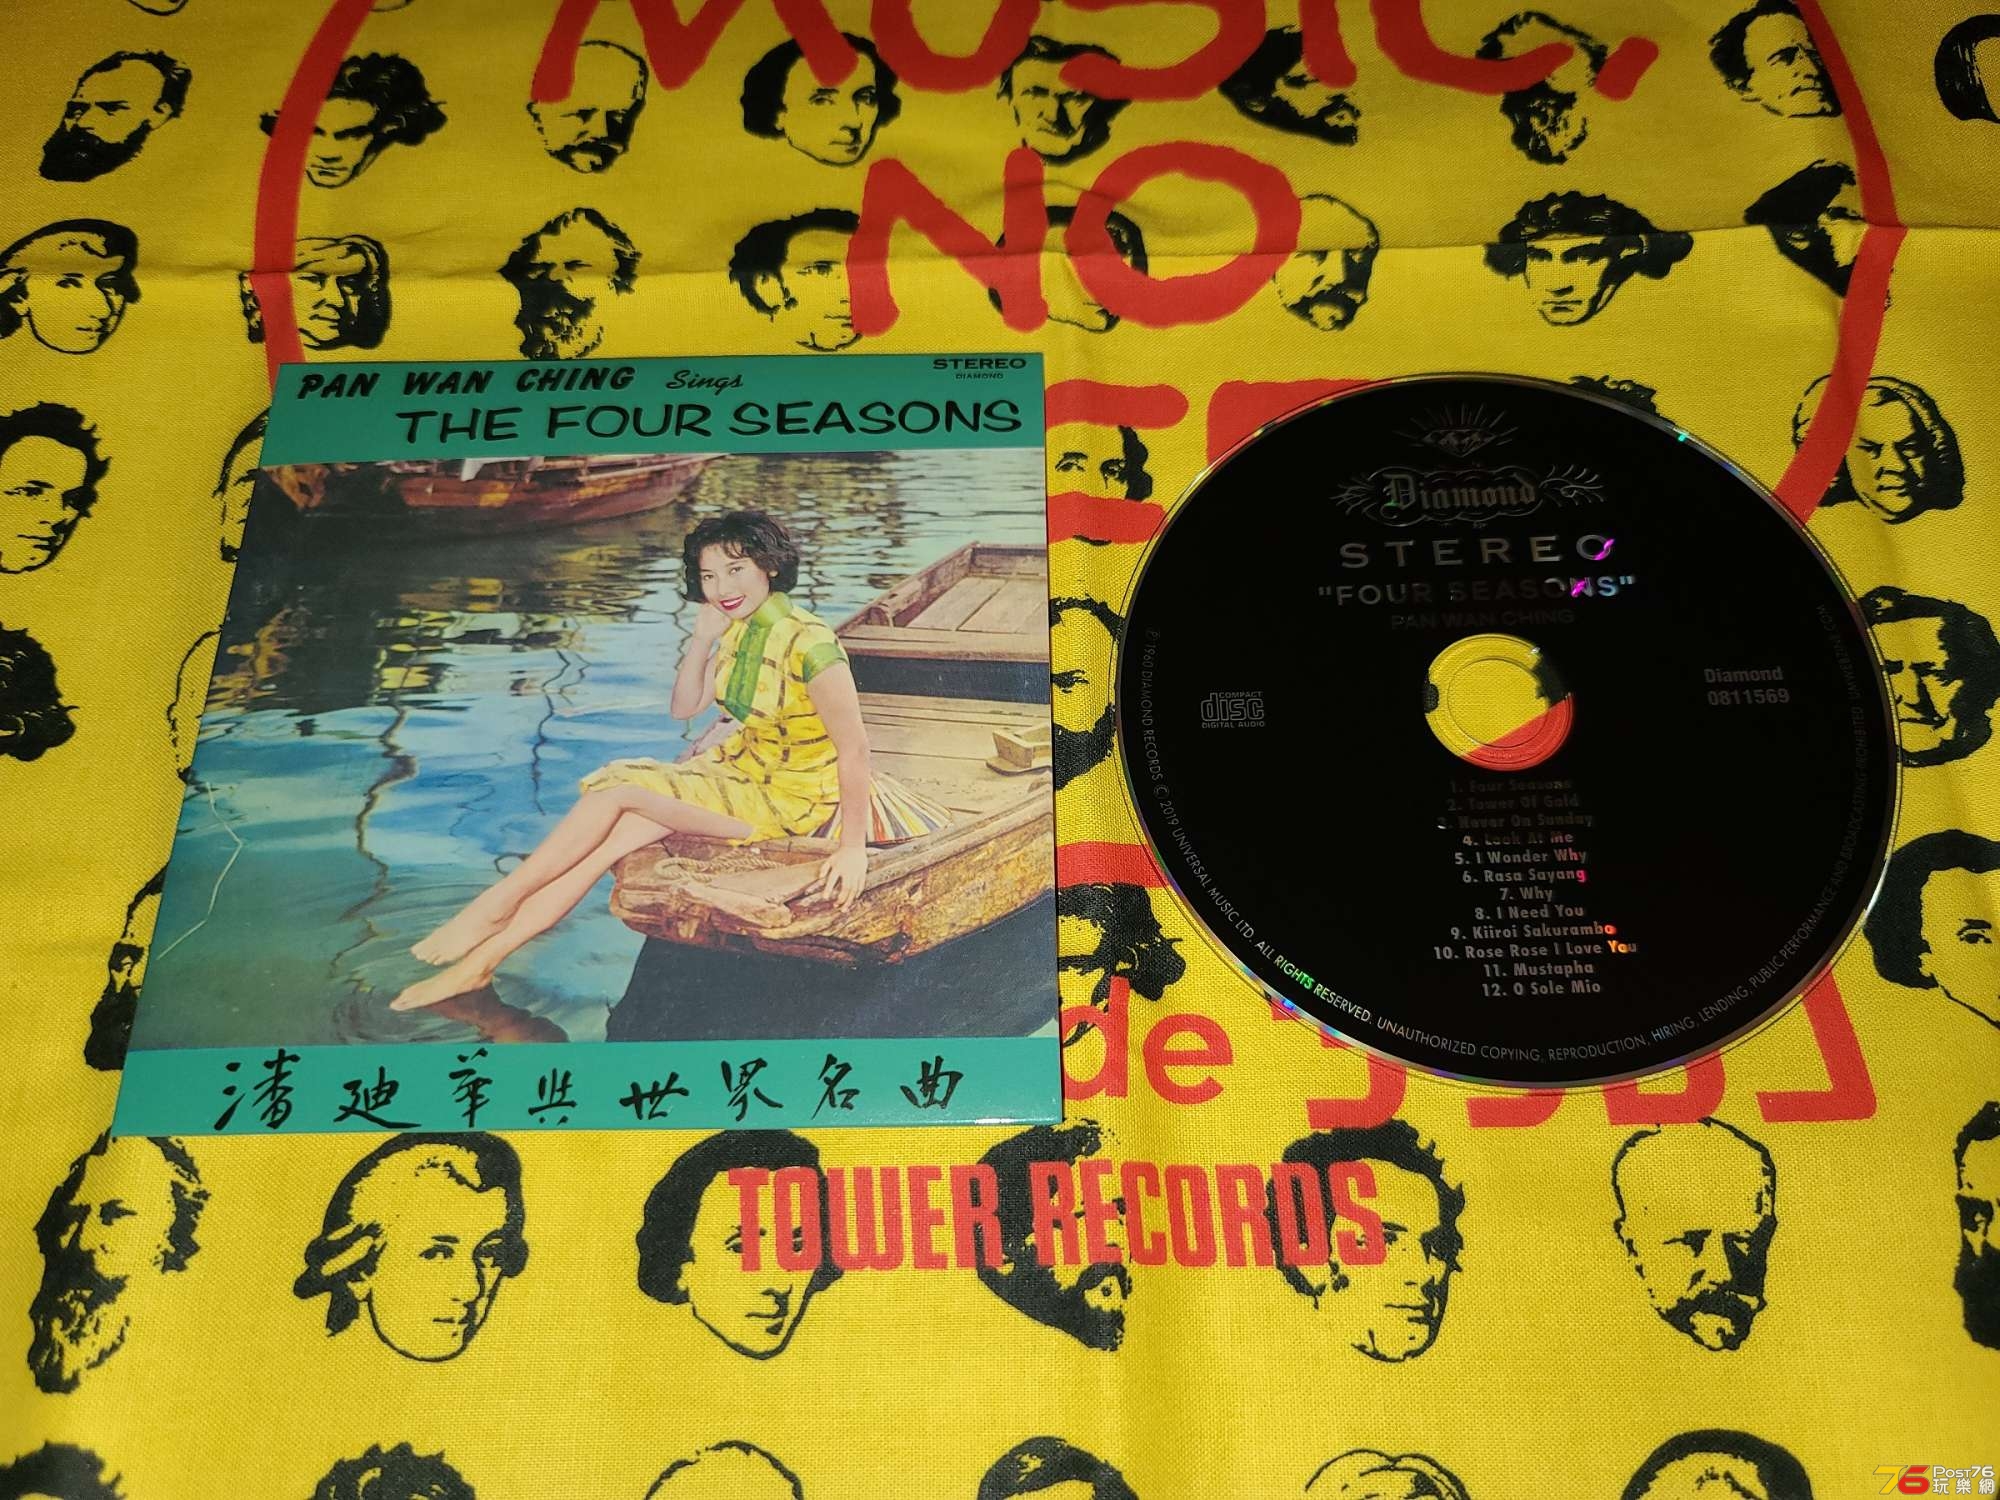 MUSIC,
NO
PAN WAN CHING Sings
STEREO
DIAMOND
THE FOUR SEASONS
潘迪華與世界名曲
Diamond
STEREO
"FOUR SEASONS"
PAN WAN CHING
COMPACT
disc
DIGITAL AUDIO
Diamond
0811569
1. Four Seasons
2. Tower Of Gold
3. Never On Sunday
4. Look At Me
5. I Wonder Why
6. Rasa Sayang
7. Why
8. I Need You
9. Kiiroi Sakurambo
10. Rose Rose I Love You
11. Mustapha
12. O Sole Mio
℗ 1960 DIAMOND RECORDS © 2019 UNIVERSAL MUSIC LTD. ALL RIGHTS RESERVED. UNAUTHORIZED COPYING, REPRODUCTION, HIRING, LENDING, PUBLIC PERFORMANCE AND BROADCASTING PROHIBITED
de
TOWER RECORDS
76 Post76
玩樂網